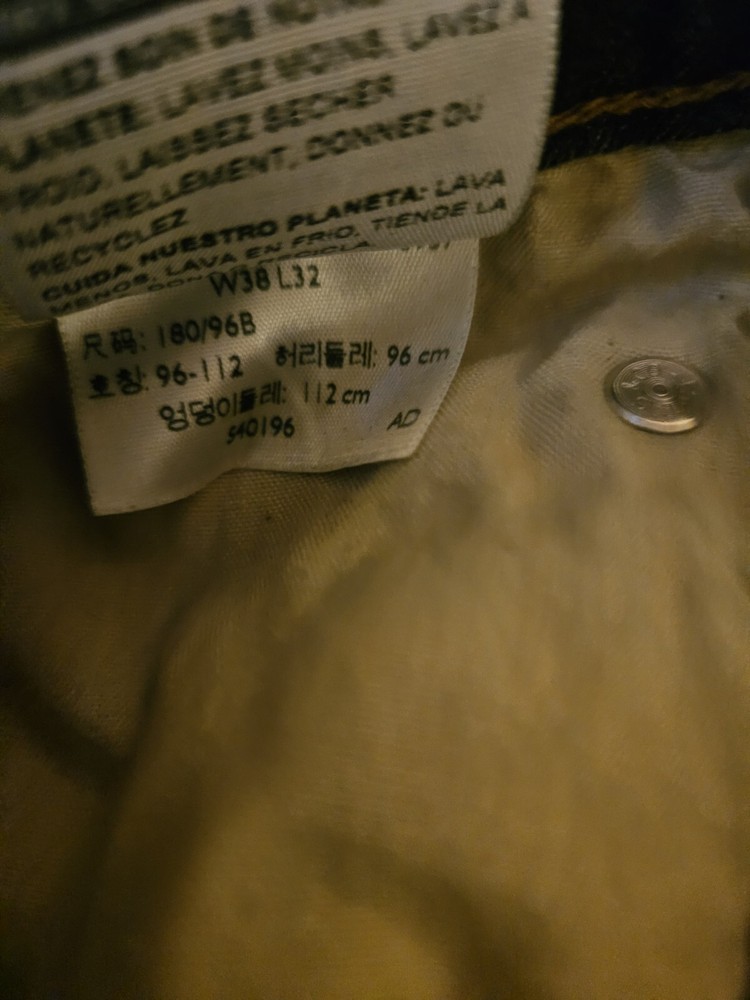 BOIN DE
PLANÈTE: LAVEZ MOINS, LAVEZ À
FROID, LAISSEZ SÉCHER
NATURELLEMENT, DONNEZ OU
RECYCLEZ
CUIDA NUESTRO PLANETA: LAVA
MENOS, LAVA EN FRIO, TIENDE LA
W38 L32
尺码: 180/96B
호칭: 96-112 허리둘레: 96 cm
엉덩이둘레: 112 cm
540196 AD